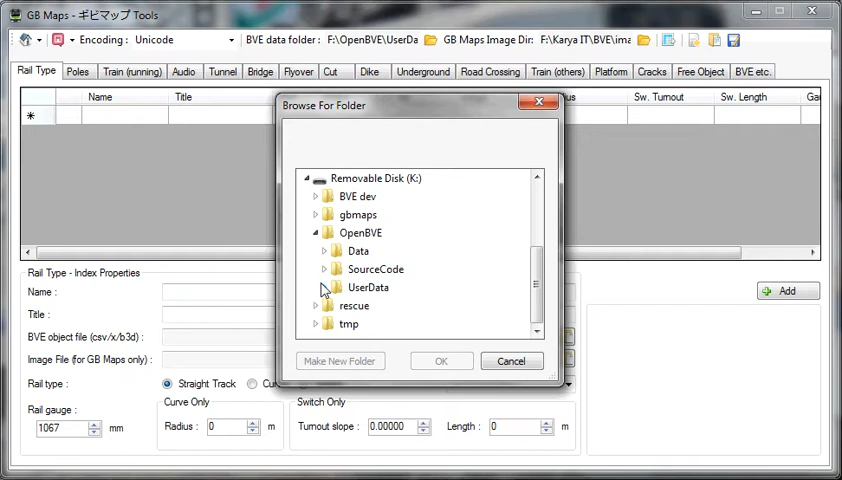 GB Maps - ギビマップ Tools
Encoding: Unicode BVE data folder : F:\OpenBVE\UserDa GB Maps Image Dir: F:\Karya IT\BVE\ima
Rail Type Poles Train (running) Audio Tunnel Bridge Flyover Cut Dike Underground Road Crossing Train (others) Platform Cracks Free Object BVE etc.
Name Title Sw. Turnout Sw. Length
Browse For Folder
Removable Disk (K:)
BVE dev
gbmaps
OpenBVE
Data
SourceCode
UserData
rescue
tmp
Make New Folder OK Cancel
Rail Type - Index Properties
Name :
Title :
BVE object file (csv/x/b3d) :
Image File (for GB Maps only) :
Add
Rail type : Straight Track
Rail gauge :
1067 mm
Curve Only
Radius : 0 m
Switch Only
Turnout slope : 0.00000 Length : 0 m